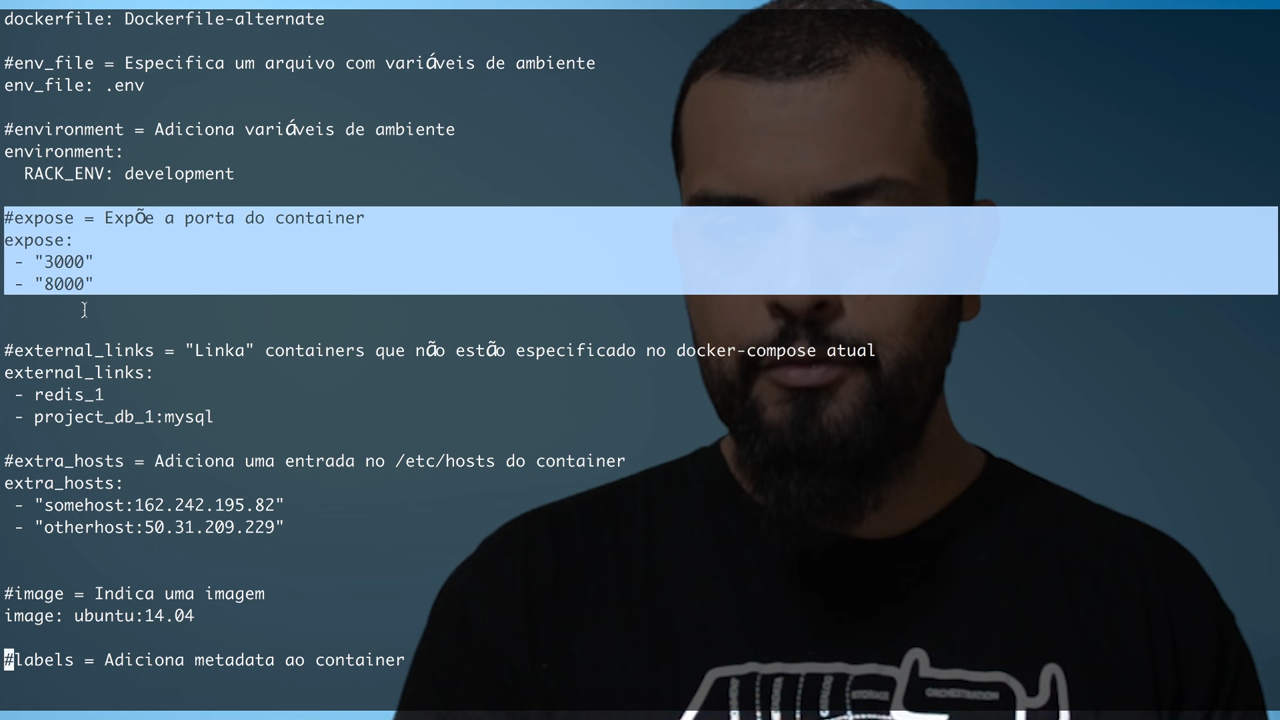 dockerfile: Dockerfile-alternate
#env_file = Especifica um arquivo com variáveis de ambiente
env_file: .env
#environment = Adiciona variáveis de ambiente
environment:
RACK_ENV: development
#expose = Expõe a porta do container
expose:
- "3000"
- "8000"
#external_links = "Linka" containers que não estão especificado no docker-compose atual
external_links:
- redis_1
- project_db_1:mysql
#extra_hosts = Adiciona uma entrada no /etc/hosts do container
extra_hosts:
- "somehost:162.242.195.82"
- "otherhost:50.31.209.229"
#image = Indica uma imagem
image: ubuntu:14.04
#labels = Adiciona metadata ao container
STORAGE
ORCHESTRATION